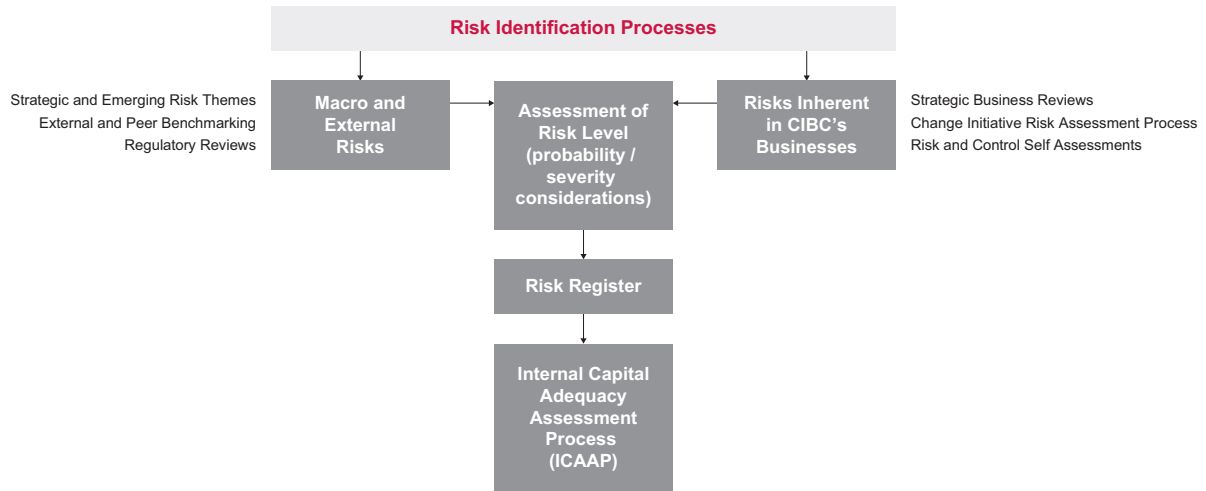 Risk Identification Processes
Strategic and Emerging Risk Themes
External and Peer Benchmarking
Regulatory Reviews
Macro and
External
Risks
Assessment of
Risk Level
(probability /
severity
considerations)
Risks Inherent
in CIBC's
Businesses
Strategic Business Reviews
Change Initiative Risk Assessment Process
Risk and Control Self Assessments
Risk Register
Internal Capital
Adequacy
Assessment
Process
(ICAAP)